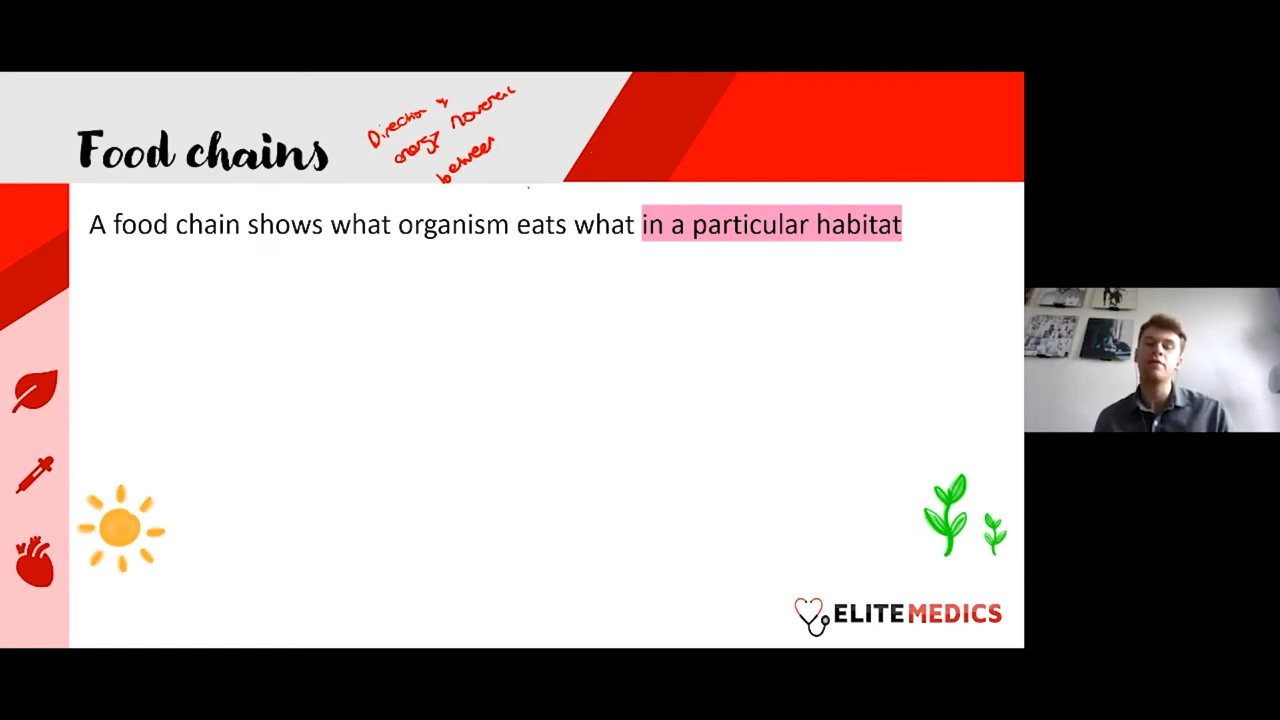 Food chains
Direction of
energy movement
between
A food chain shows what organism eats what in a particular habitat
ELITEMEDICS